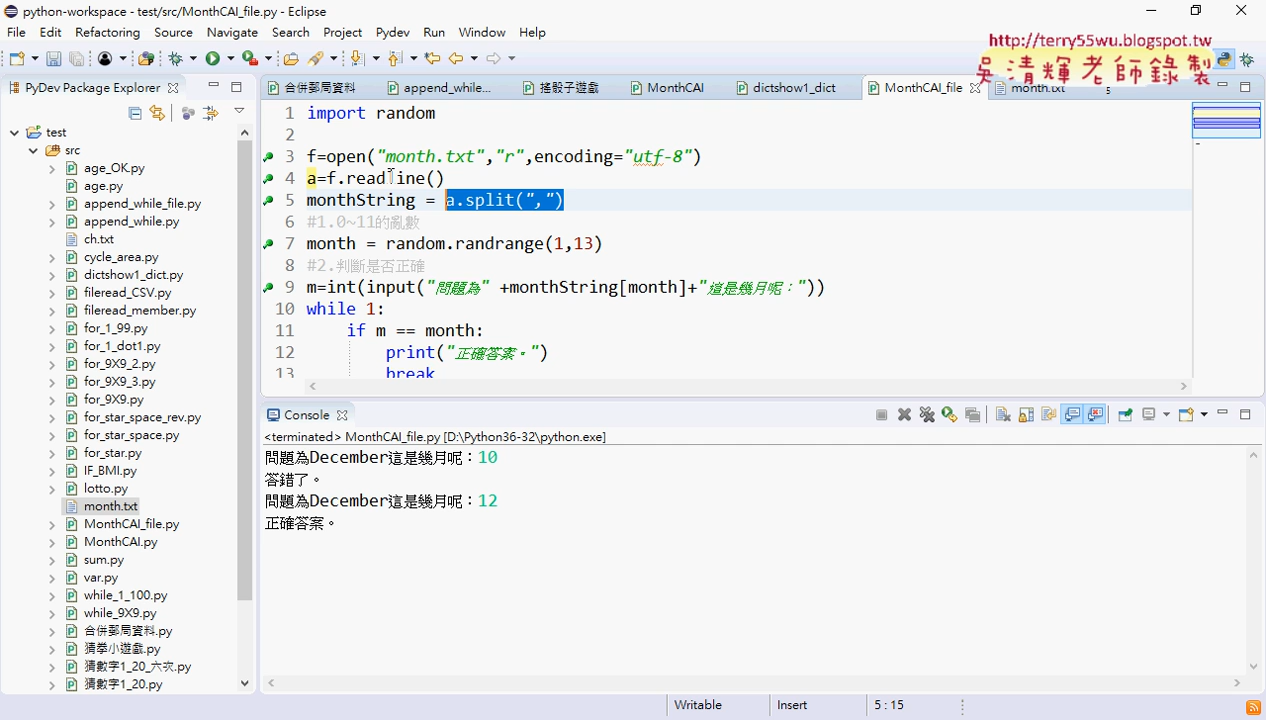 python-workspace - test/src/MonthCAI_file.py - Eclipse
File Edit Refactoring Source Navigate Search Project Pydev Run Window Help
http://terry55wu.blogspot.tw
吳清輝老師錄製
PyDev Package Explorer
合併郵局資料 append_while... 搖骰子遊戲 MonthCAI dictshow1_dict MonthCAI_file month.txt 5
test
src
age_OK.py
age.py
append_while_file.py
append_while.py
ch.txt
cycle_area.py
dictshow1_dict.py
fileread_CSV.py
fileread_member.py
for_1_99.py
for_1_dot1.py
for_9X9_2.py
for_9X9_3.py
for_9X9.py
for_star_space_rev.py
for_star_space.py
for_star.py
IF_BMI.py
lotto.py
month.txt
MonthCAI_file.py
MonthCAI.py
sum.py
var.py
while_1_100.py
while_9X9.py
合併郵局資料.py
猜拳小遊戲.py
猜數字1_20_六次.py
猜數字1_20.py
1 import random
2
3 f=open("month.txt","r",encoding="utf-8")
4 a=f.readline()
5 monthString = a.split(",")
6 #1.0~11的亂數
7 month = random.randrange(1,13)
8 #2.判斷是否正確
9 m=int(input("問題為" +monthString[month]+"這是幾月呢："))
10 while 1:
11 if m == month:
12 print("正確答案。")
13 break
Console
<terminated> MonthCAI_file.py [D:\Python36-32\python.exe]
問題為December這是幾月呢：10
答錯了。
問題為December這是幾月呢：12
正確答案。
Writable Insert 5 : 15